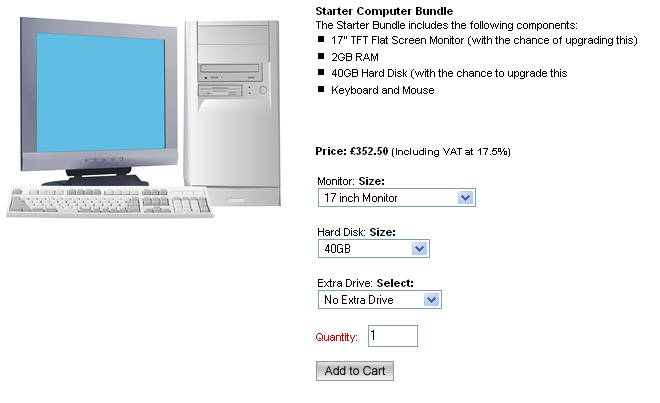 Starter Computer Bundle
The Starter Bundle includes the following components:
17" TFT Flat Screen Monitor (with the chance of upgrading this)
2GB RAM
40GB Hard Disk (with the chance to upgrade this
Keyboard and Mouse
Price: £352.50 (Including VAT at 17.5%)
Monitor: Size:
17 inch Monitor
Hard Disk: Size:
40GB
Extra Drive: Select:
No Extra Drive
Quantity: 1
Add to Cart